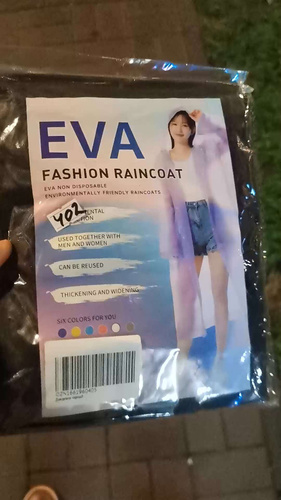 EVA
FASHION RAINCOAT
EVA NON DISPOSABLE
ENVIRONMENTALLY FRIENDLY RAINCOATS
402
USED TOGETHER WITH
MEN AND WOMEN
CAN BE REUSED
THICKENING AND WIDENING
SIX COLORS FOR YOU